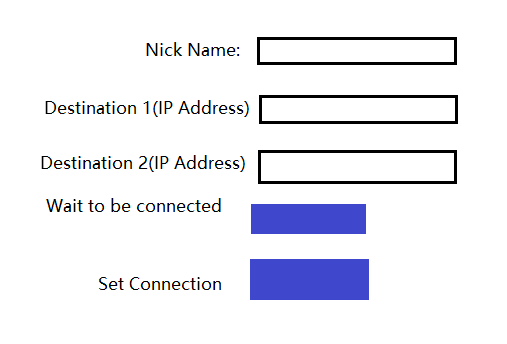 Nick Name:
Destination 1(IP Address)
Destination 2(IP Address)
Wait to be connected
Set Connection